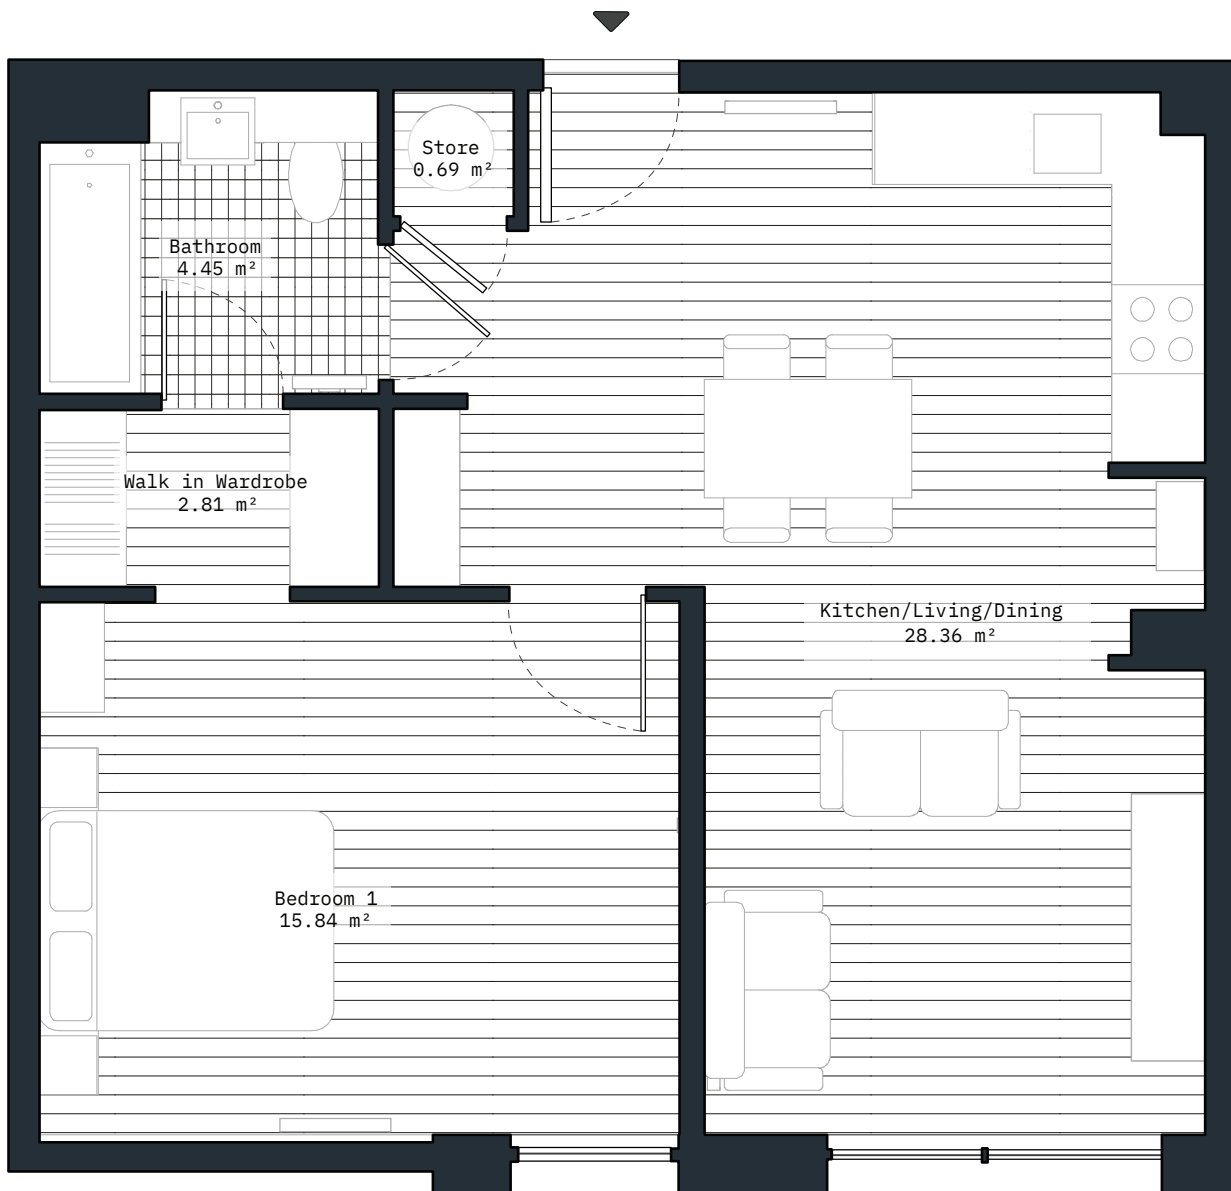 Store
0.69 m²
Bathroom
4.45 m²
Walk in Wardrobe
2.81 m²
Kitchen/Living/Dining
28.36 m²
Bedroom 1
15.84 m²